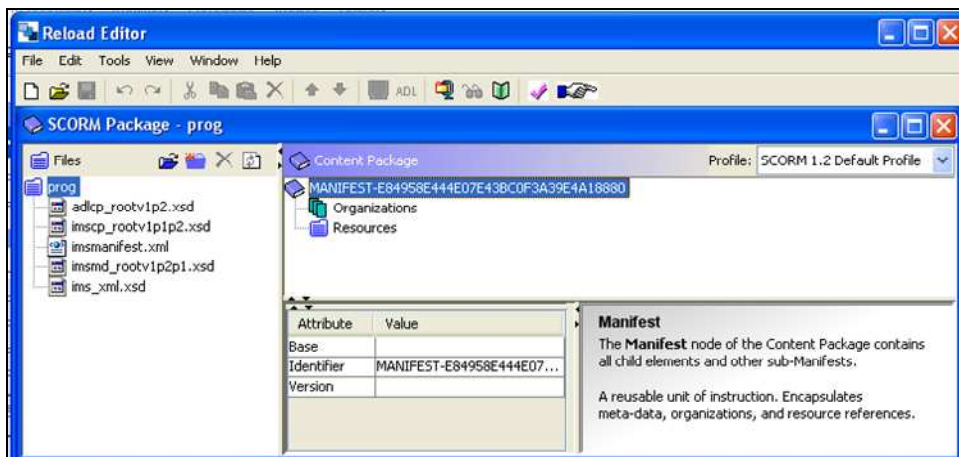 Reload Editor
File Edit Tools View Window Help
ADL
SCORM Package - prog
Files
Content Package
Profile: SCORM 1.2 Default Profile
prog
adlcp_rootv1p2.xsd
imscp_rootv1p1p2.xsd
imsmanifest.xml
imsmd_rootv1p2p1.xsd
ims_xml.xsd
MANIFEST-E84958E444E07E43BC0F3A39E4A18880
Organizations
Resources
Attribute Value
Base
Identifier MANIFEST-E84958E444E07...
Version
Manifest
The Manifest node of the Content Package contains
all child elements and other sub-Manifests.
A reusable unit of instruction. Encapsulates
meta-data, organizations, and resource references.